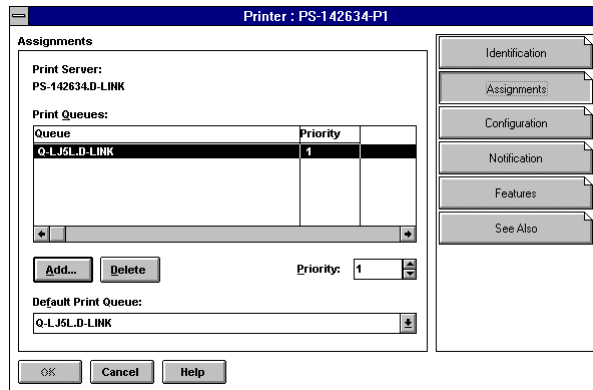 Printer : PS-142634-P1
Assignments
Print Server:
PS-142634.D-LINK
Print Queues:
Queue Priority
Q-LJ5L.D-LINK 1
Add... Delete Priority: 1
Default Print Queue:
Q-LJ5L.D-LINK
OK Cancel Help
Identification
Assignments
Configuration
Notification
Features
See Also